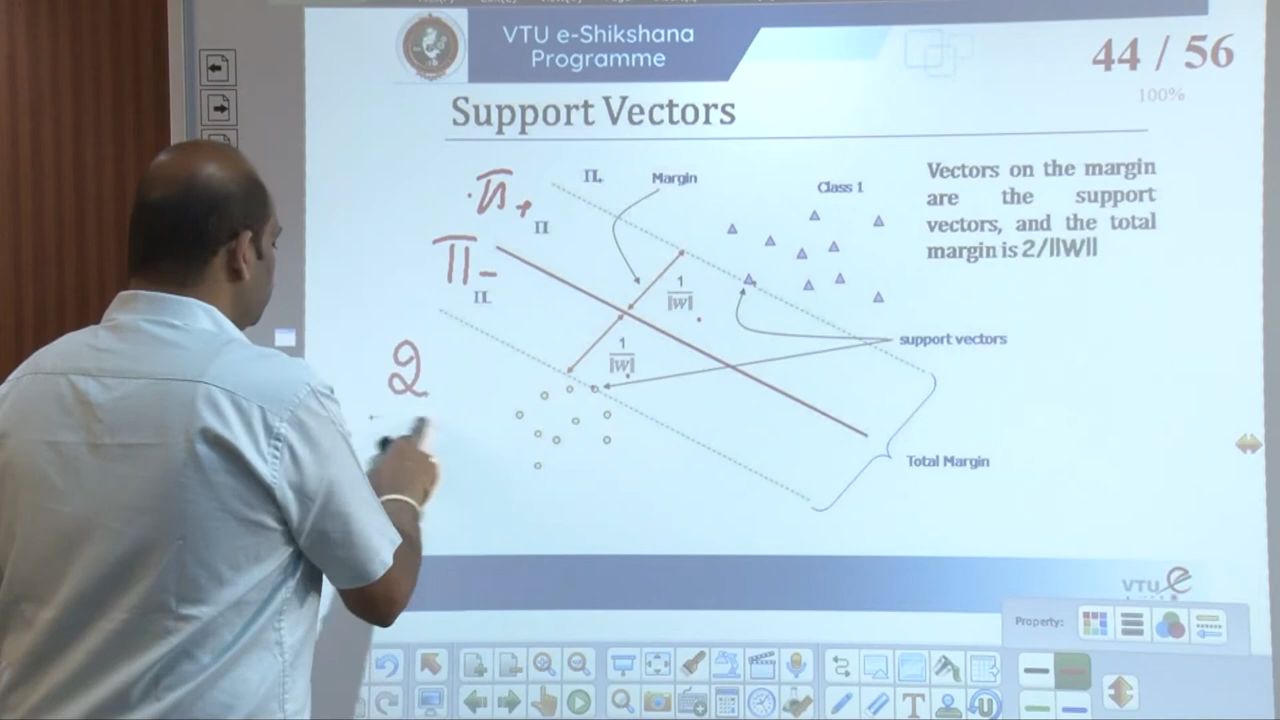 VTU e-Shikshana
Programme
44 / 56
100%
Support Vectors
Π+
Π-
2
Π
Margin
Class 1
Vectors on the margin
are the support
vectors, and the total
margin is 2/||W||
1
|w|
support vectors
1
|w|
Total Margin
VTU e
Property:
T